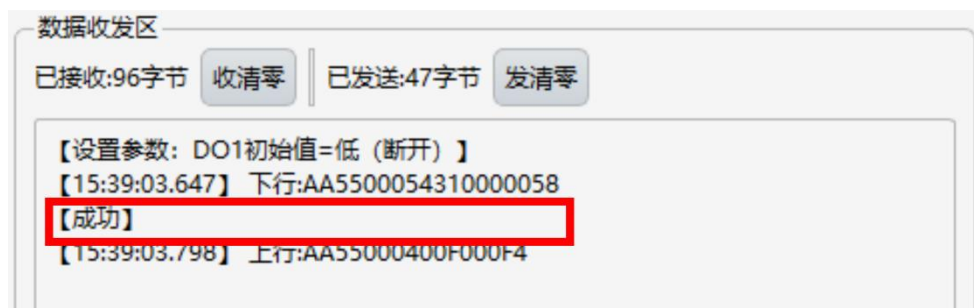 数据收发区
已接收:96字节 收清零 已发送:47字节 发清零
【设置参数：DO1初始值=低（断开）】
【15:39:03.647】 下行:AA5500054310000058
【成功】
【15:39:03.798】 上行:AA55000400F000F4